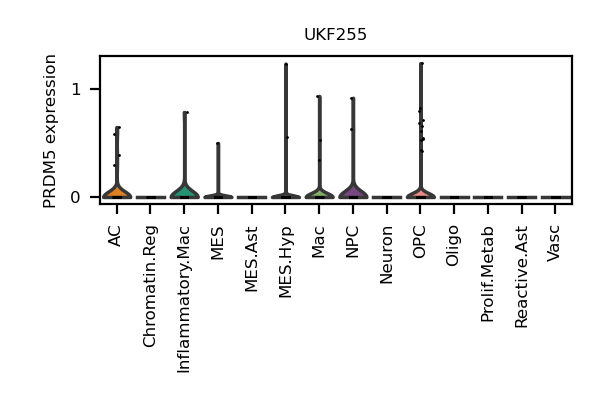 UKF255
PRDM5 expression
1
0
AC
Chromatin.Reg
Inflammatory.Mac
MES
MES.Ast
MES.Hyp
Mac
NPC
Neuron
OPC
Oligo
Prolif.Metab
Reactive.Ast
Vasc